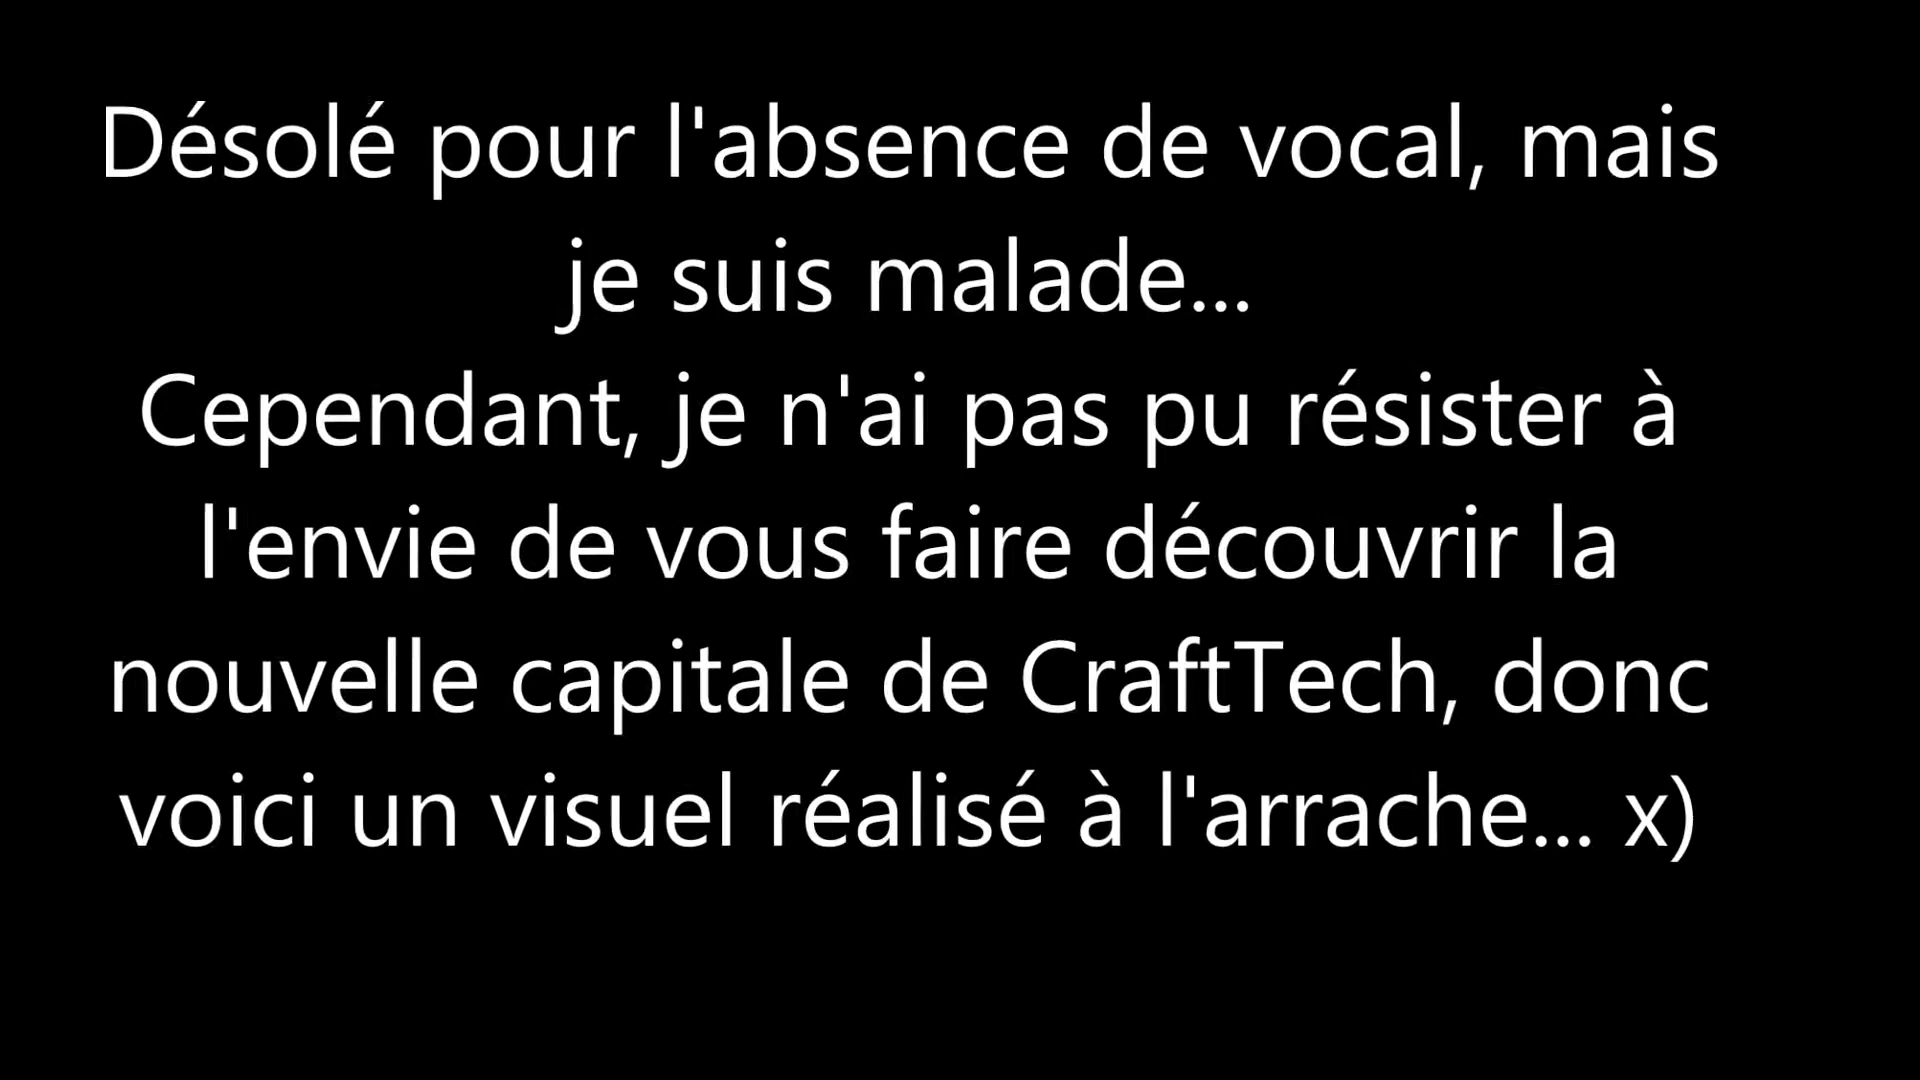 Désolé pour l'absence de vocal, mais
je suis malade...
Cependant, je n'ai pas pu résister à
l'envie de vous faire découvrir la
nouvelle capitale de CraftTech, donc
voici un visuel réalisé à l'arrache... x)